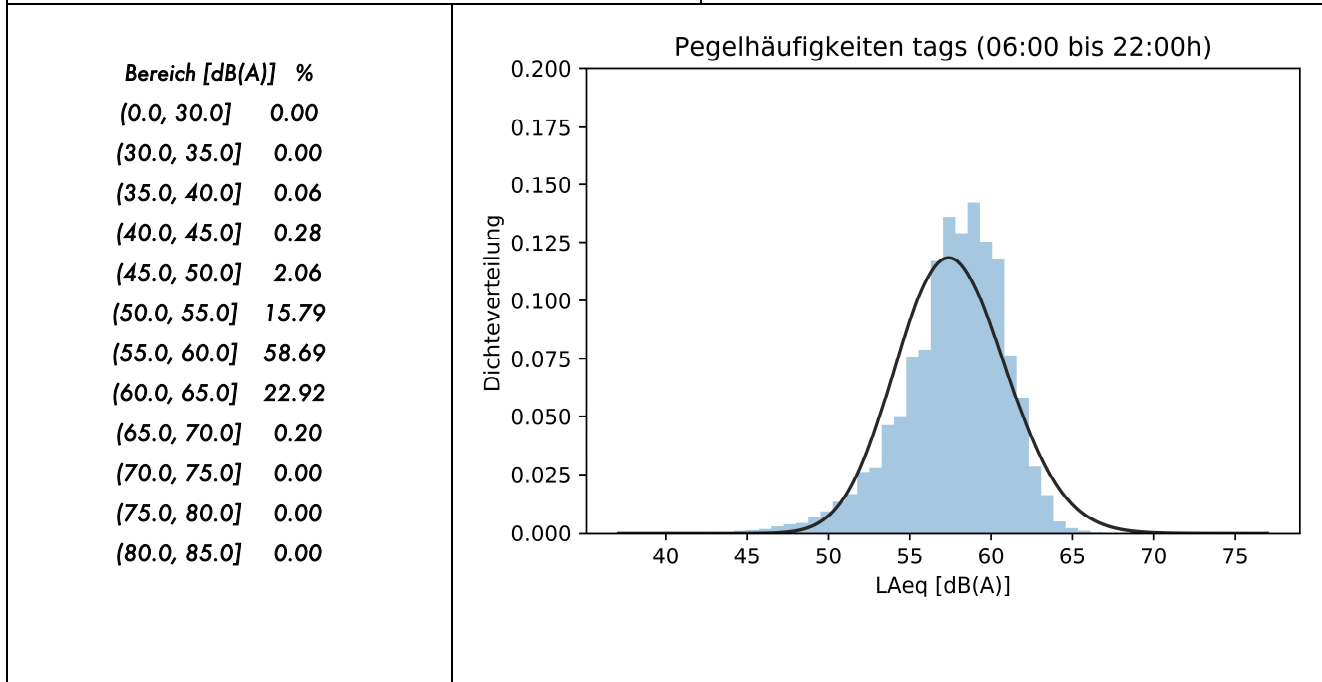 Bereich [dB(A)] %
(0.0, 30.0] 0.00
(30.0, 35.0] 0.00
(35.0, 40.0] 0.06
(40.0, 45.0] 0.28
(45.0, 50.0] 2.06
(50.0, 55.0] 15.79
(55.0, 60.0] 58.69
(60.0, 65.0] 22.92
(65.0, 70.0] 0.20
(70.0, 75.0] 0.00
(75.0, 80.0] 0.00
(80.0, 85.0] 0.00
Pegelhäufigkeiten tags (06:00 bis 22:00h)
Dichteverteilung
0.200
0.175
0.150
0.125
0.100
0.075
0.050
0.025
0.000
40 45 50 55 60 65 70 75
LAeq [dB(A)]